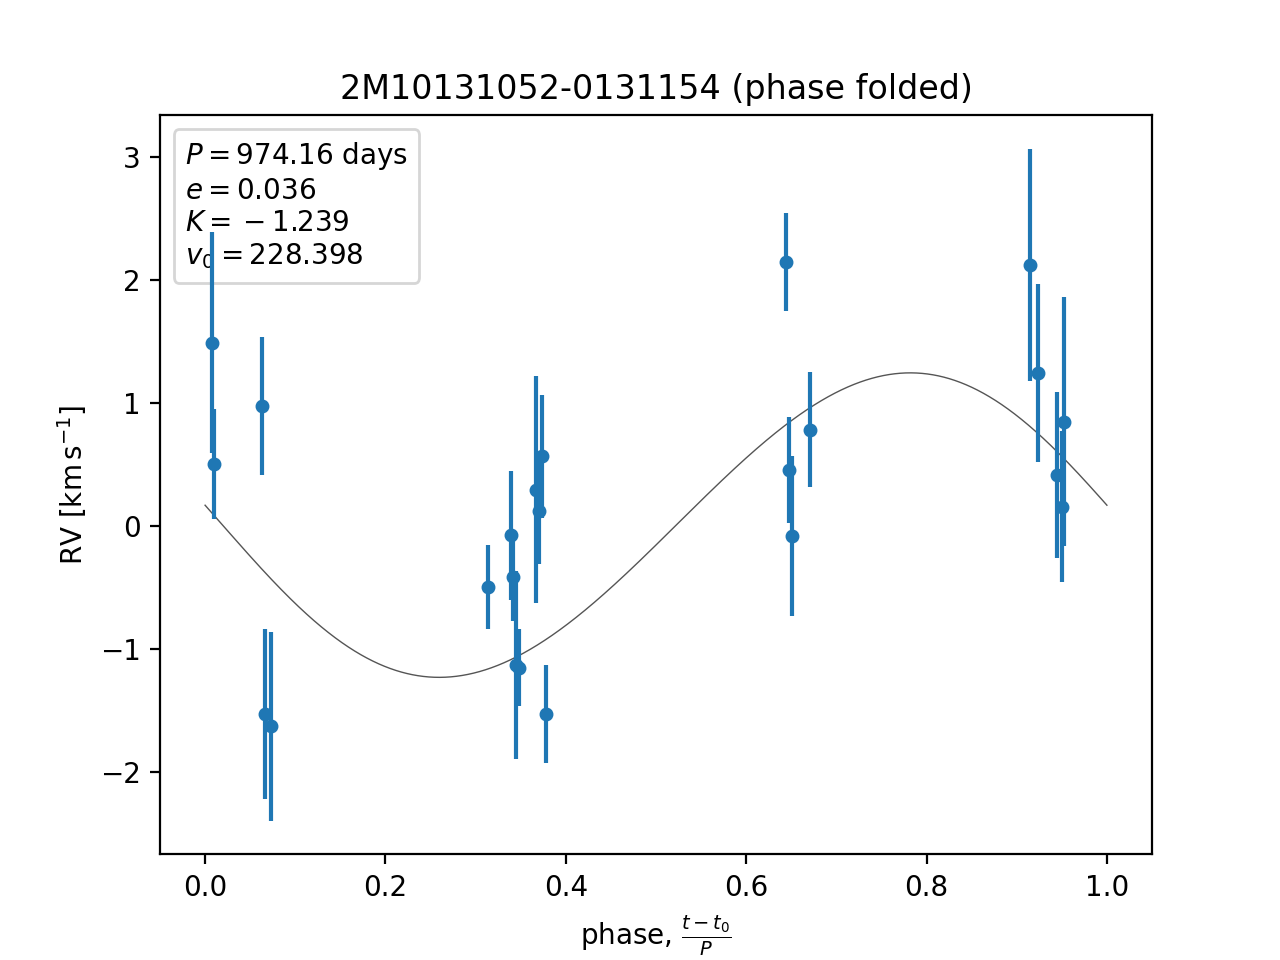 2M10131052-0131154 (phase folded)
P = 974.16 days
e = 0.036
K = −1.239
v₀ = 228.398
3
2
1
0
−1
−2
RV [km s⁻¹]
0.0 0.2 0.4 0.6 0.8 1.0
phase, (t − t₀)/P